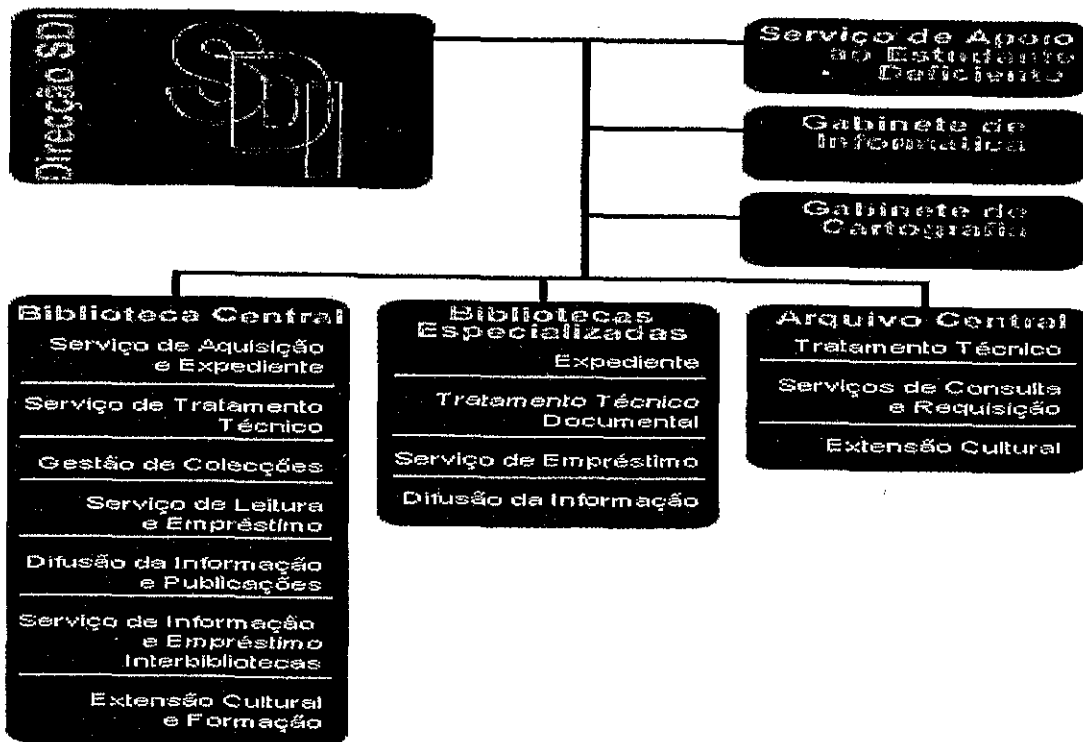 Direcção SDI
SDI
Serviço de Apoio
ao Estudante
Deficiente
Gabinete de
Informática
Gabinete de
Cartografia
Biblioteca Central
Serviço de Aquisição
e Expediente
Serviço de Tratamento
Técnico
Gestão de Colecções
Serviço de Leitura
e Empréstimo
Difusão da Informação
e Publicações
Serviço de Informação
e Empréstimo
Interbibliotecas
Extensão Cultural
e Formação
Bibliotecas
Especializadas
Expediente
Tratamento Técnico
Documental
Serviço de Empréstimo
Difusão da Informação
Arquivo Central
Tratamento Técnico
Serviços de Consulta
e Requisição
Extensão Cultural